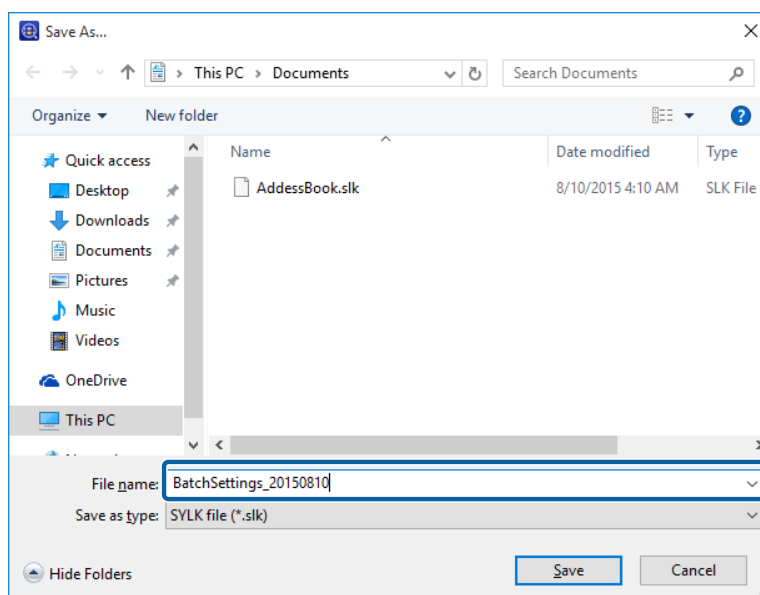 Save As...
This PC > Documents
Search Documents
Organize
New folder
?
Name
Date modified
Type
AddessBook.slk
8/10/2015 4:10 AM
SLK File
Quick access
Desktop
Downloads
Documents
Pictures
Music
Videos
OneDrive
This PC
File name: BatchSettings_20150810
Save as type: SYLK file (*.slk)
Hide Folders
Save
Cancel